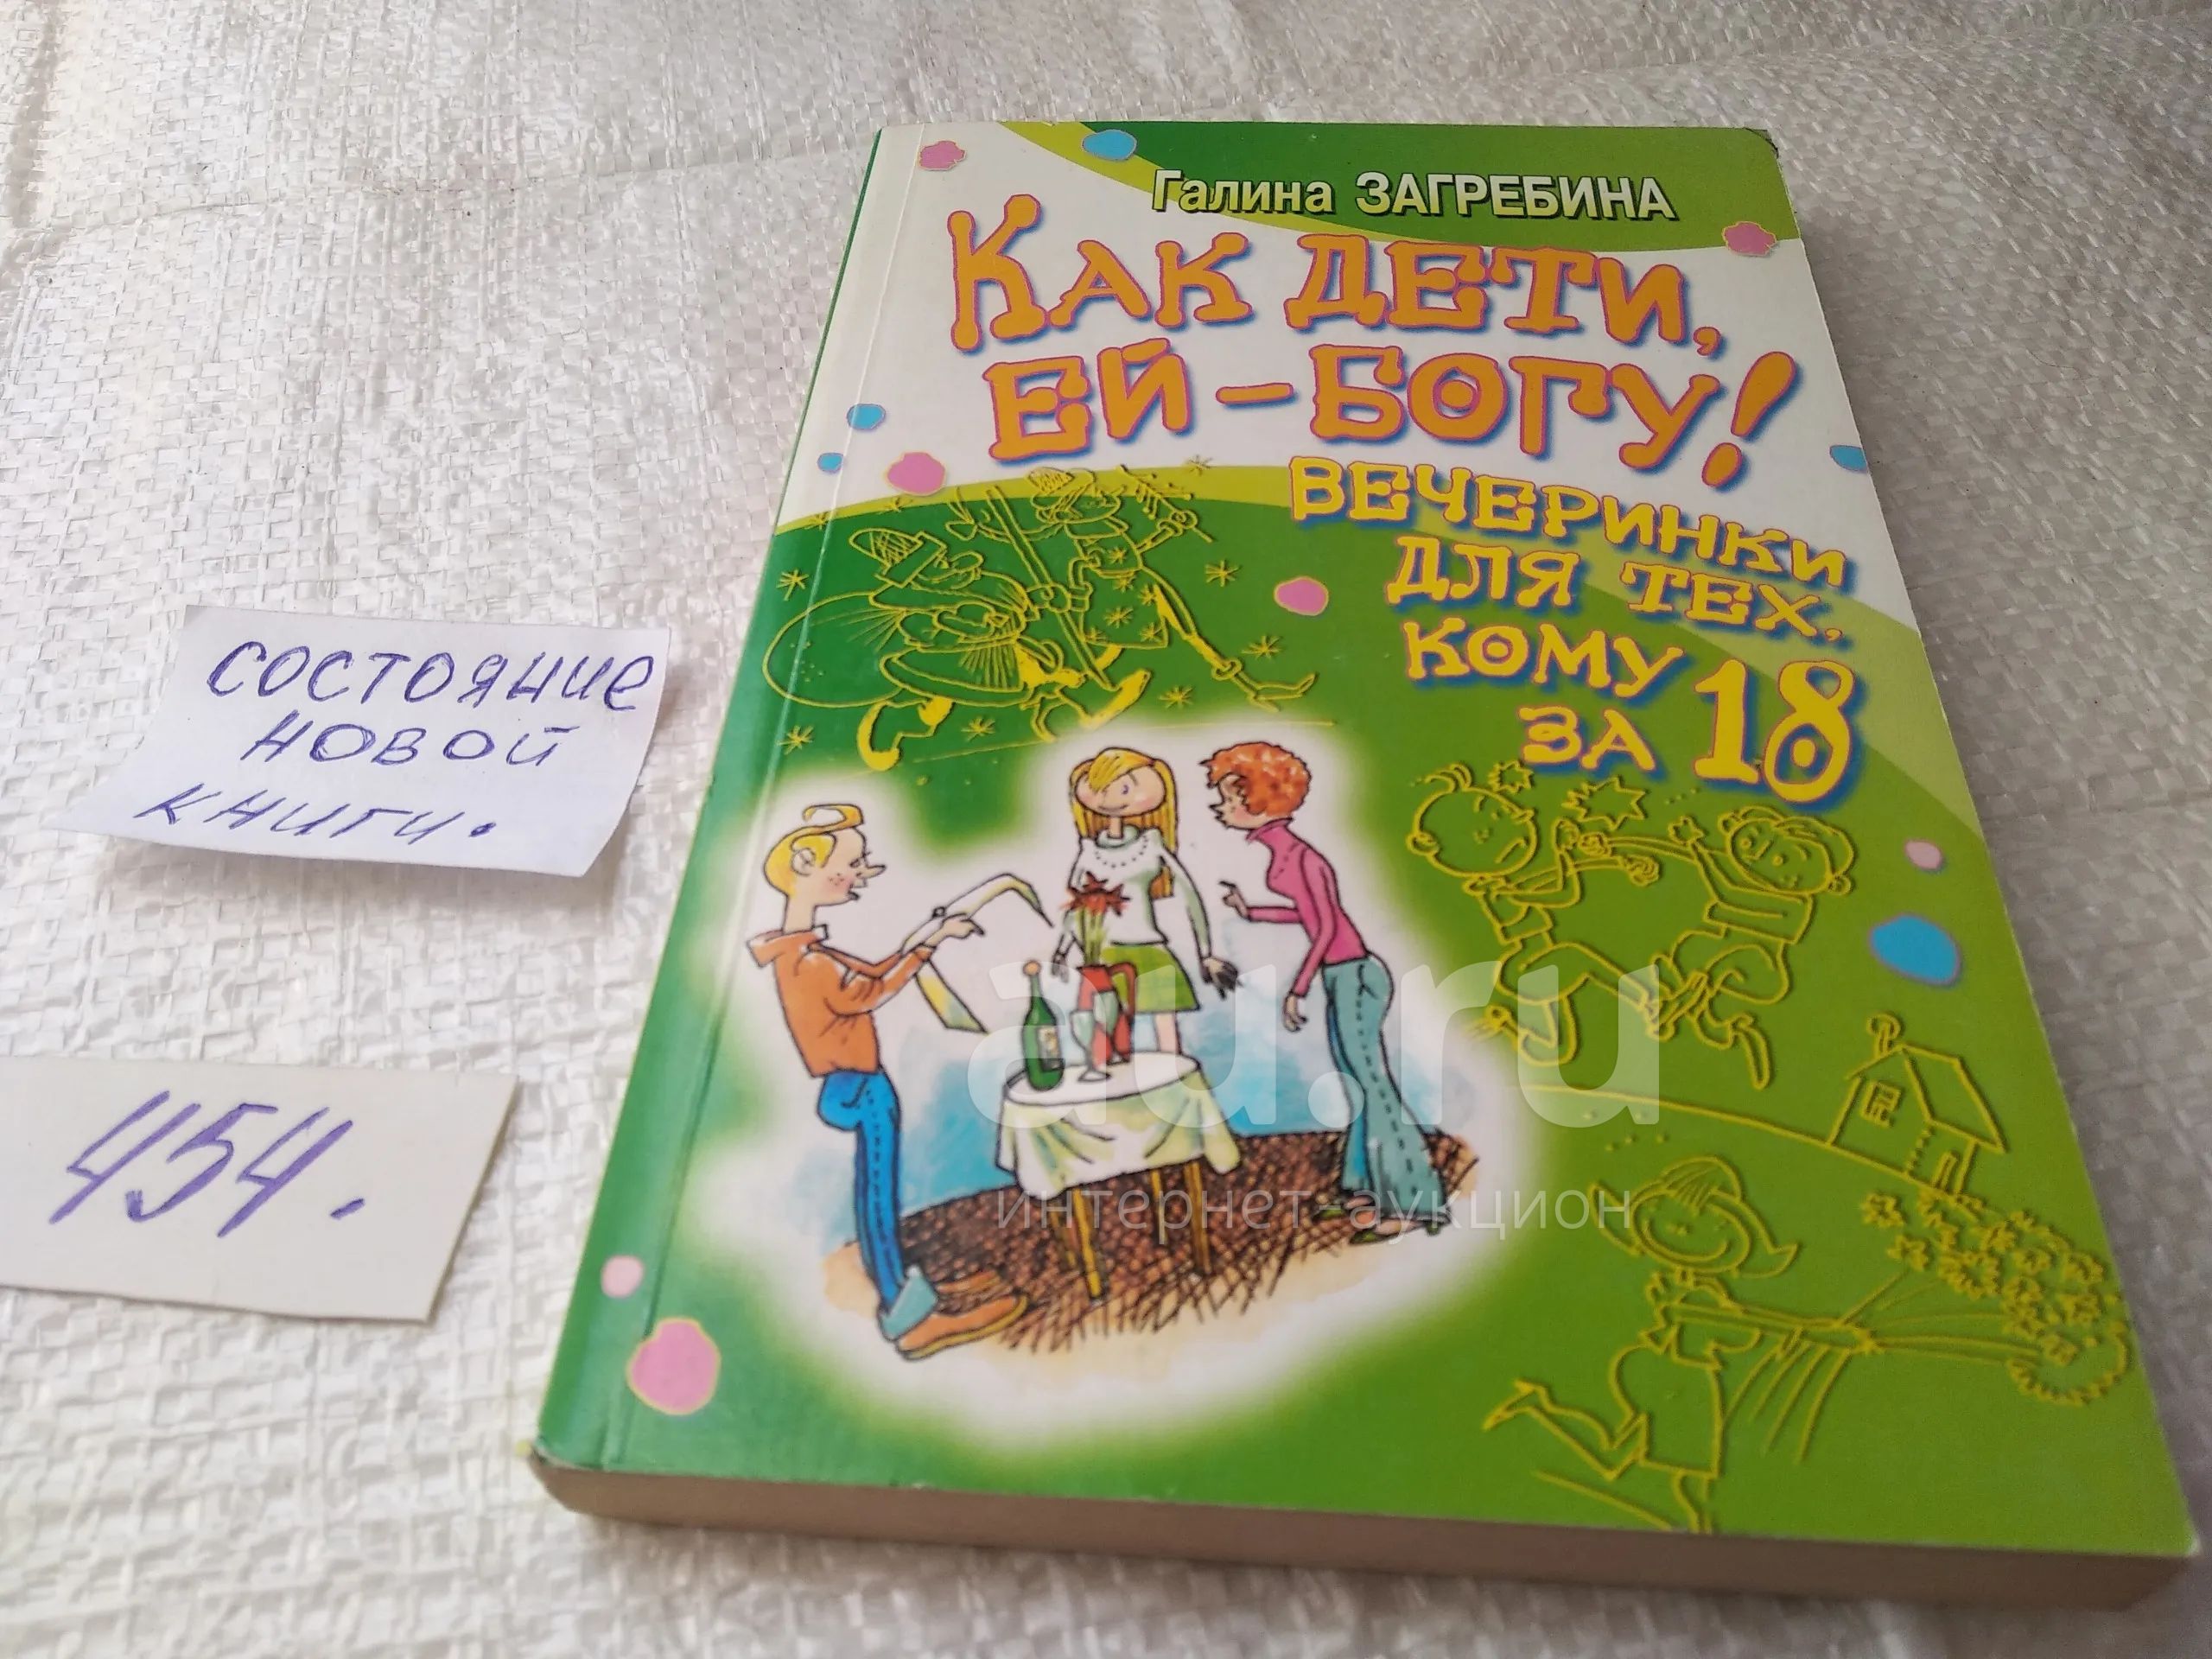 Галина ЗАГРЕБИНА
КАК ДЕТИ,
ЕЙ-БОГУ!
ВЕЧЕРИНКИ
ДЛЯ ТЕХ,
КОМУ
ЗА 18
состояние
новой
книги.
454.
au.ru
интернет-аукцион